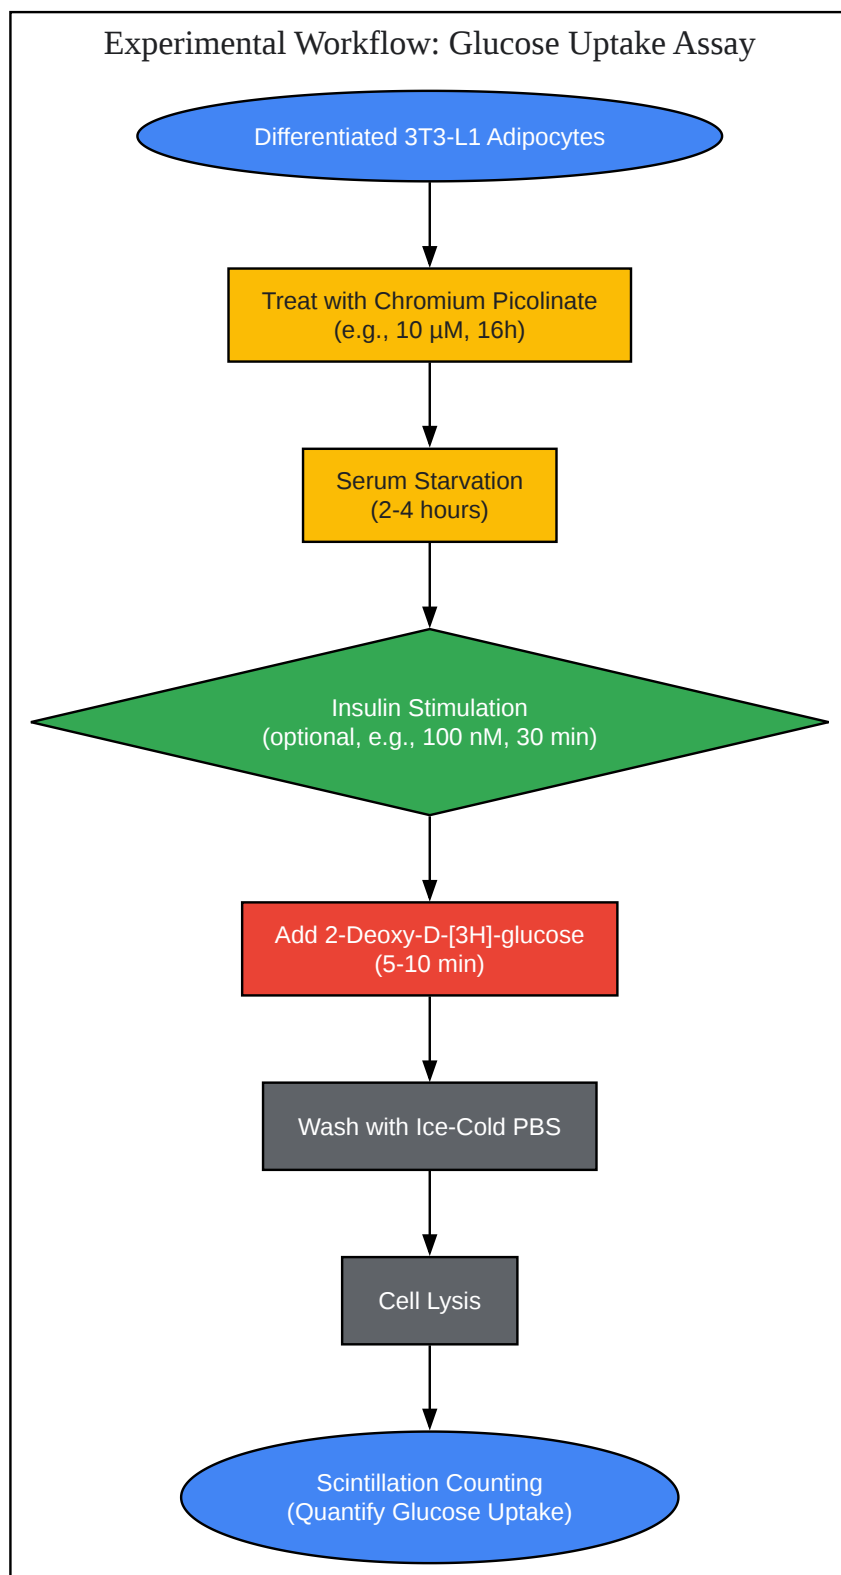 Experimental Workflow: Glucose Uptake Assay
Differentiated 3T3-L1 Adipocytes
Treat with Chromium Picolinate
(e.g., 10 µM, 16h)
Serum Starvation
(2-4 hours)
Insulin Stimulation
(optional, e.g., 100 nM, 30 min)
Add 2-Deoxy-D-[3H]-glucose
(5-10 min)
Wash with Ice-Cold PBS
Cell Lysis
Scintillation Counting
(Quantify Glucose Uptake)